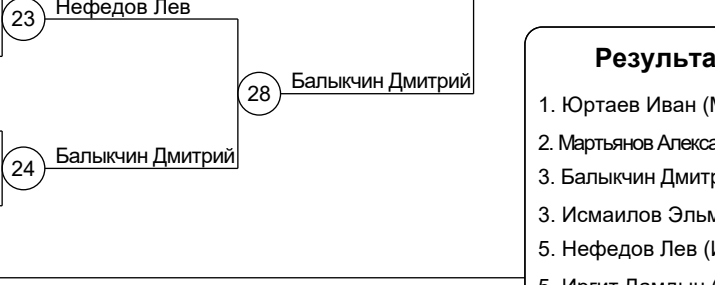 23
Нефедов Лев
28
Балыкчин Дмитрий
24
Балыкчин Дмитрий
Результа
1. Юртаев Иван (
2. Мартьянов Алекса
3. Балыкчин Дмитр
3. Исмаилов Эльм
5. Нефедов Лев (